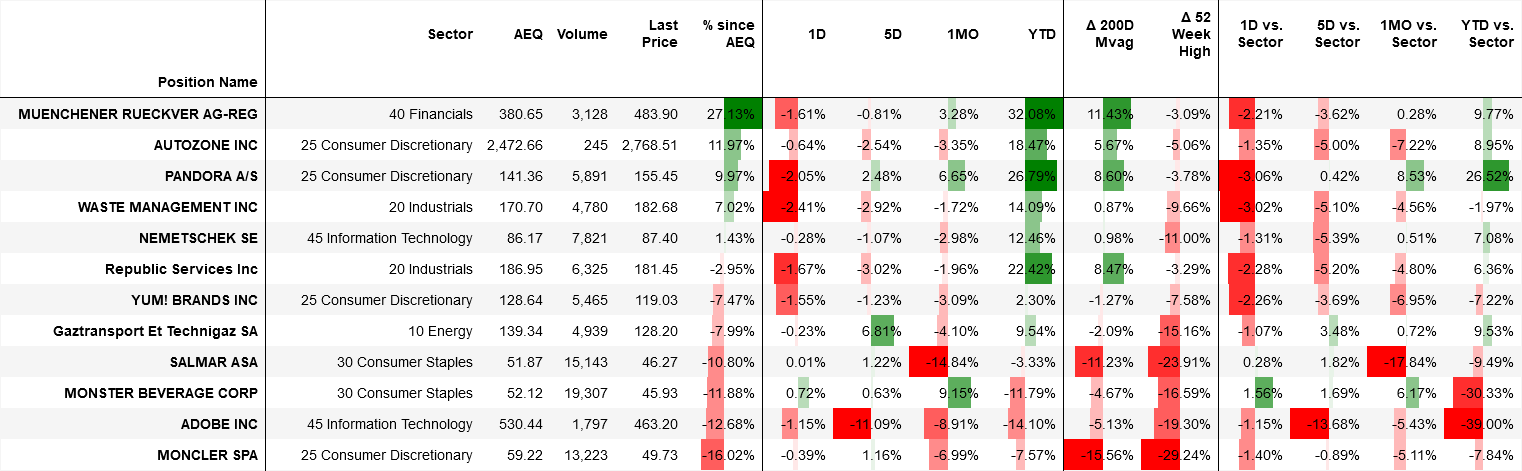 Position Name Sector AEQ Volume Last Price % since AEQ 1D 5D 1MO YTD Δ 200D Mvag Δ 52 Week High 1D vs. Sector 5D vs. Sector 1MO vs. Sector YTD vs. Sector
MUENCHENER RUECKVER AG-REG 40 Financials 380.65 3,128 483.90 27.13% -1.61% -0.81% 3.28% 32.08% 11.43% -3.09% -2.21% -3.62% 0.28% 9.77%
AUTOZONE INC 25 Consumer Discretionary 2,472.66 245 2,768.51 11.97% -0.64% -2.54% -3.35% 18.47% 5.67% -5.06% -1.35% -5.00% -7.22% 8.95%
PANDORA A/S 25 Consumer Discretionary 141.36 5,891 155.45 9.97% -2.05% 2.48% 6.65% 26.79% 8.60% -3.78% -3.06% 0.42% 8.53% 26.52%
WASTE MANAGEMENT INC 20 Industrials 170.70 4,780 182.68 7.02% -2.41% -2.92% -1.72% 14.09% 0.87% -9.66% -3.02% -5.10% -4.56% -1.97%
NEMETSCHEK SE 45 Information Technology 86.17 7,821 87.40 1.43% -0.28% -1.07% -2.98% 12.46% 0.98% -11.00% -1.31% -5.39% 0.51% 7.08%
Republic Services Inc 20 Industrials 186.95 6,325 181.45 -2.95% -1.67% -3.02% -1.96% 22.42% 8.47% -3.29% -2.28% -5.20% -4.80% 6.36%
YUM! BRANDS INC 25 Consumer Discretionary 128.64 5,465 119.03 -7.47% -1.55% -1.23% -3.09% 2.30% -1.27% -7.58% -2.26% -3.69% -6.95% -7.22%
Gaztransport Et Technigaz SA 10 Energy 139.34 4,939 128.20 -7.99% -0.23% 6.81% -4.10% 9.54% -2.09% -15.16% -1.07% 3.48% 0.72% 9.53%
SALMAR ASA 30 Consumer Staples 51.87 15,143 46.27 -10.80% 0.01% 1.22% -14.84% -3.33% -11.23% -23.91% 0.28% 1.82% -17.84% -9.49%
MONSTER BEVERAGE CORP 30 Consumer Staples 52.12 19,307 45.93 -11.88% 0.72% 0.63% 9.15% -11.79% -4.67% -16.59% 1.56% 1.69% 6.17% -30.33%
ADOBE INC 45 Information Technology 530.44 1,797 463.20 -12.68% -1.15% -11.09% -8.91% -14.10% -5.13% -19.30% -1.15% -13.68% -5.43% -39.00%
MONCLER SPA 25 Consumer Discretionary 59.22 13,223 49.73 -16.02% -0.39% 1.16% -6.99% -7.57% -15.56% -29.24% -1.40% -0.89% -5.11% -7.84%